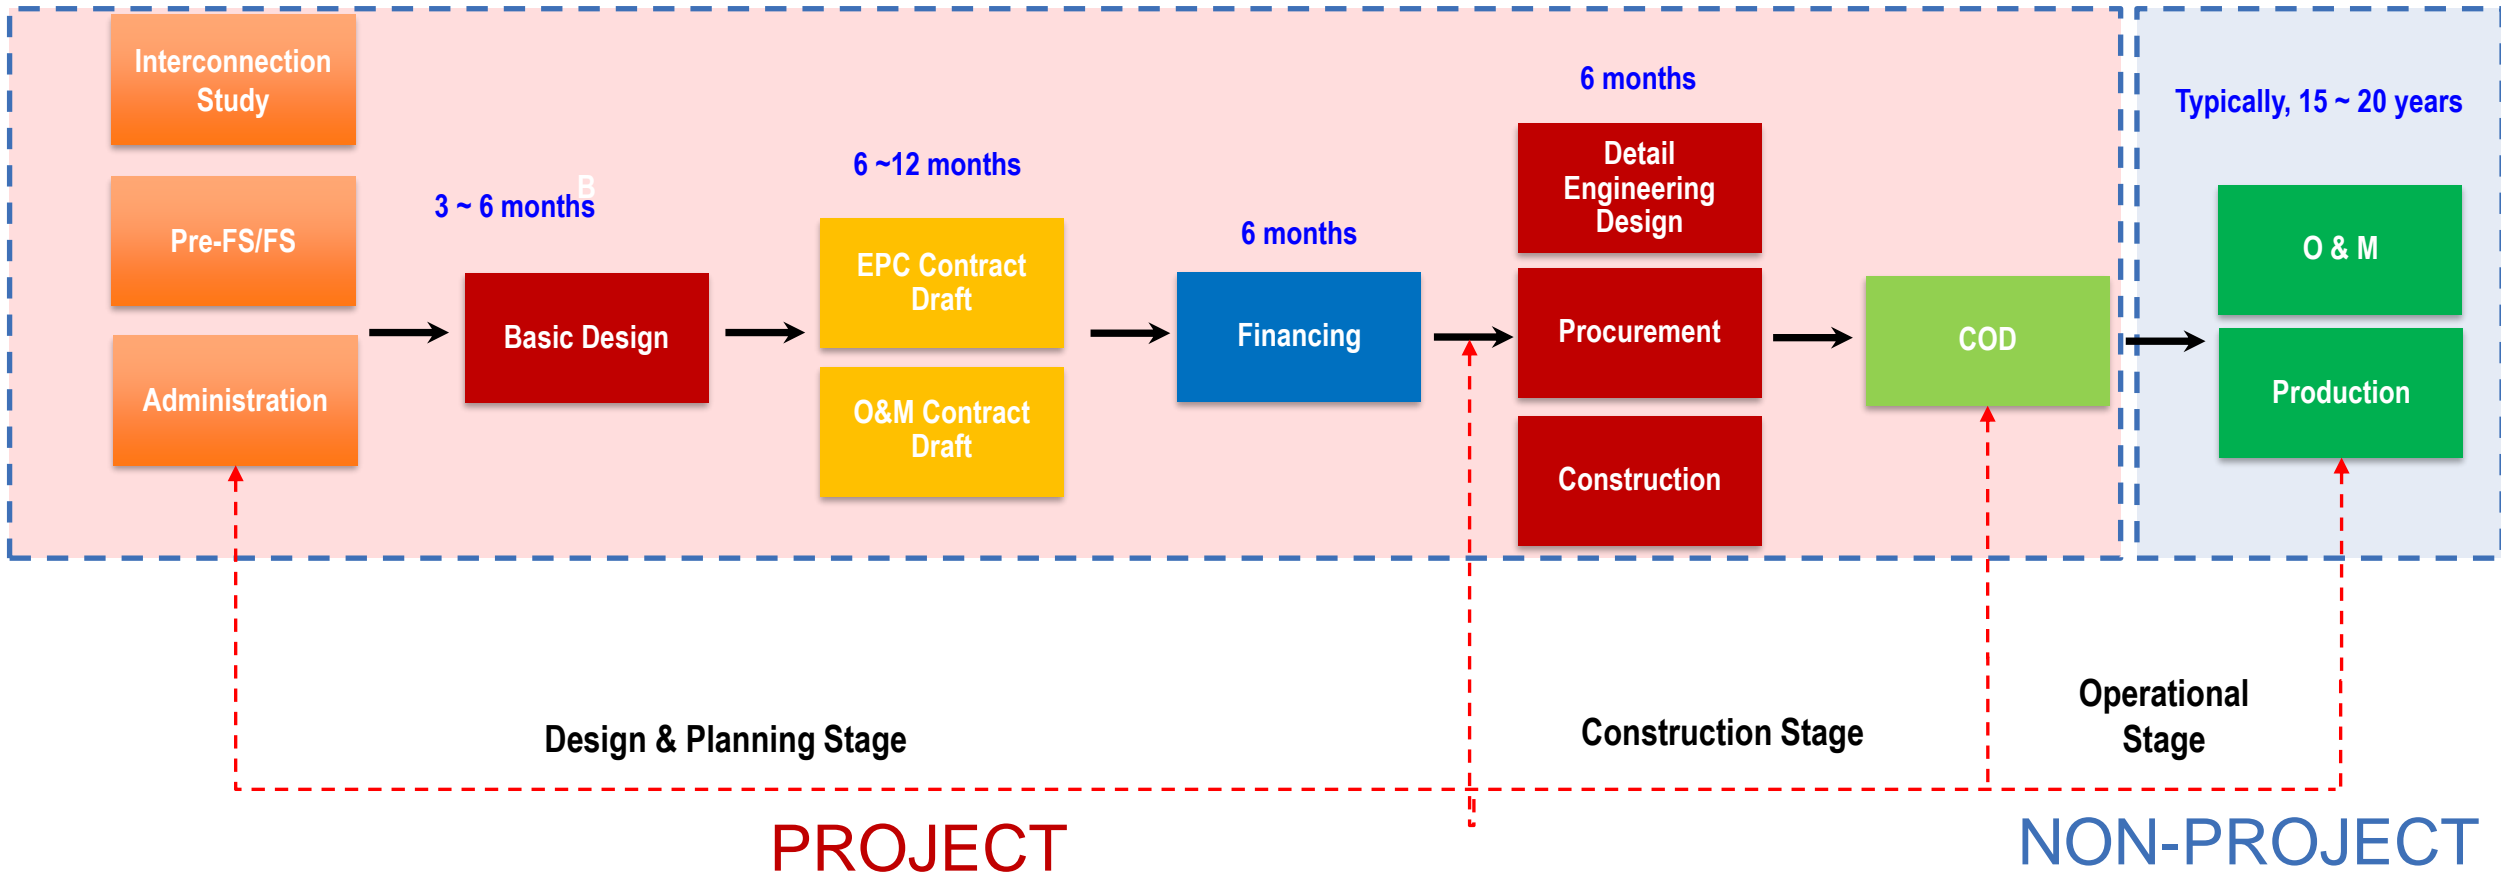 Interconnection
Study
Pre-FS/FS
Administration
B
3 ~ 6 months
Basic Design
6 ~12 months
EPC Contract
Draft
O&M Contract
Draft
6 months
Financing
6 months
Detail
Engineering
Design
Procurement
Construction
COD
Typically, 15 ~ 20 years
O & M
Production
Design & Planning Stage
Construction Stage
Operational
Stage
PROJECT
NON-PROJECT